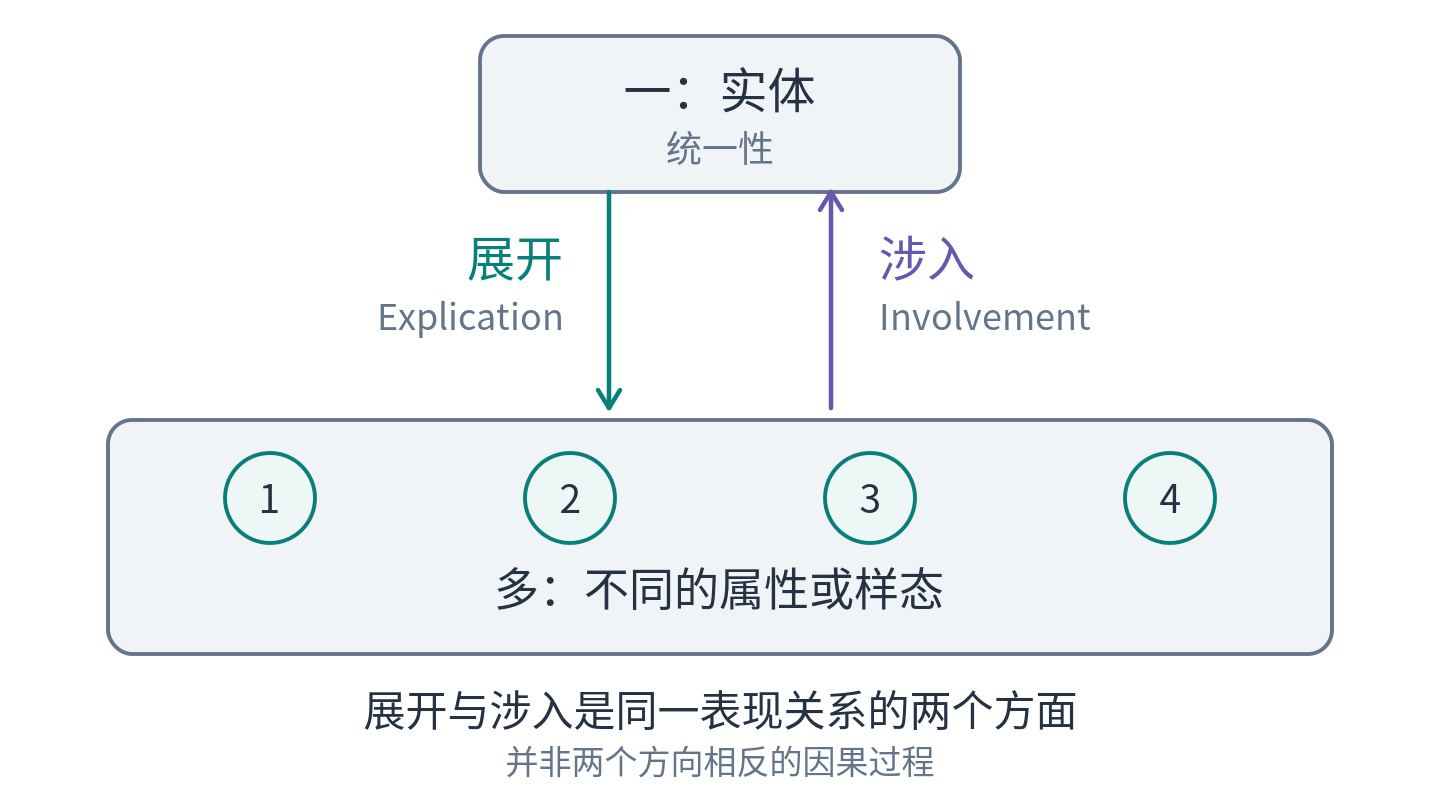 一：实体
统一性
展开
Explication
涉入
Involvement
1 2 3 4
多：不同的属性或样态
展开与涉入是同一表现关系的两个方面
并非两个方向相反的因果过程